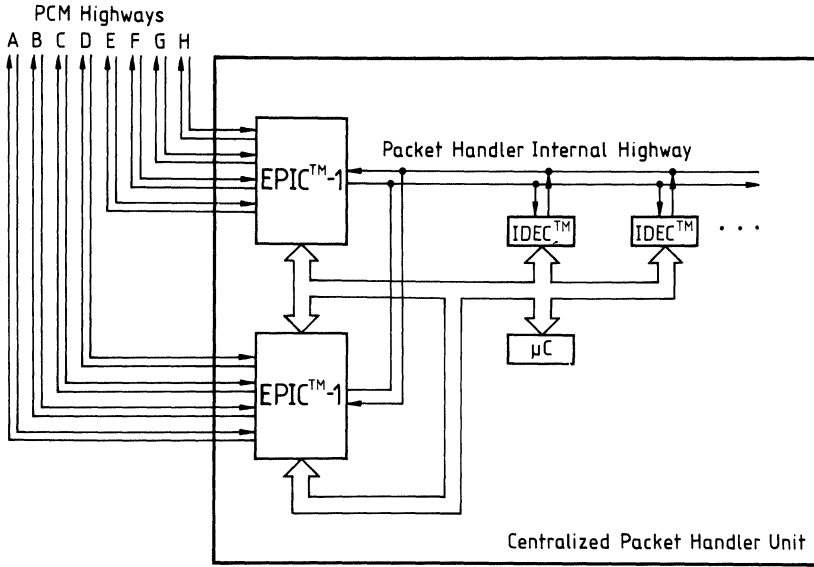 PCM Highways
A B C D E F G H
EPIC™-1
Packet Handler Internal Highway
IDEC™
IDEC™
...
µC
EPIC™-1
Centralized Packet Handler Unit